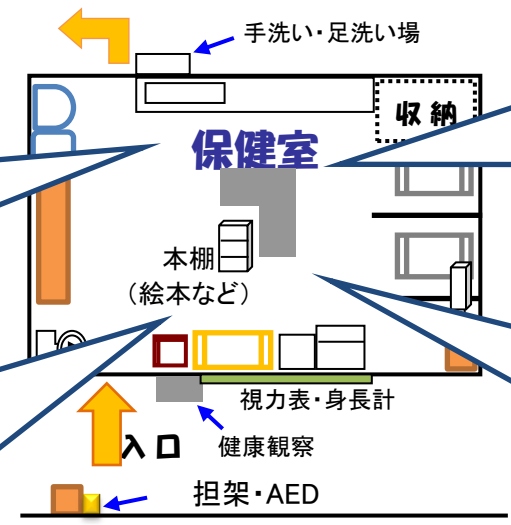 手洗い・足洗い場
収納
保健室
本棚
（絵本など）
視力表・身長計
入口
健康観察
担架・AED